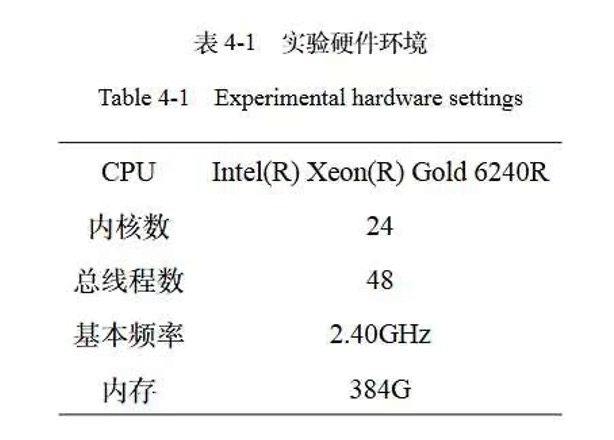 表 4-1 实验硬件环境
Table 4-1 Experimental hardware settings
CPU Intel(R) Xeon(R) Gold 6240R
内核数 24
总线程数 48
基本频率 2.40GHz
内存 384G